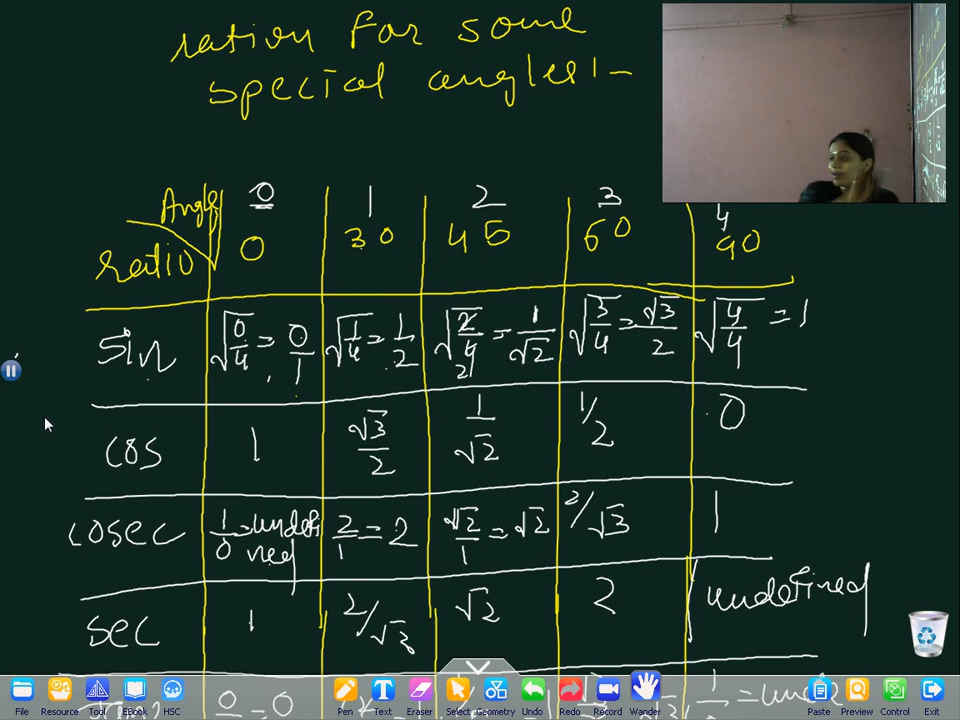 ration for some
special angles:-
0 1 2 3 4
Angle 0 30 45 60 90
ratio
sin √0/4 = 0/1 √1/4 = 1/2 √2/4 = 1/√2 √3/4 = √3/2 √4/4 = 1
2
cos 1 √3/2 1/√2 1/2 0
cosec 1/0 = undefined 2/1 = 2 √2/1 = √2 2/√3 1
sec 1 2/√3 √2 2 undefined
0 = 0
File Resource Tool EBook HSC Pen Text Eraser Select Geometry Undo Redo Record Wander Paste Preview Control Exit